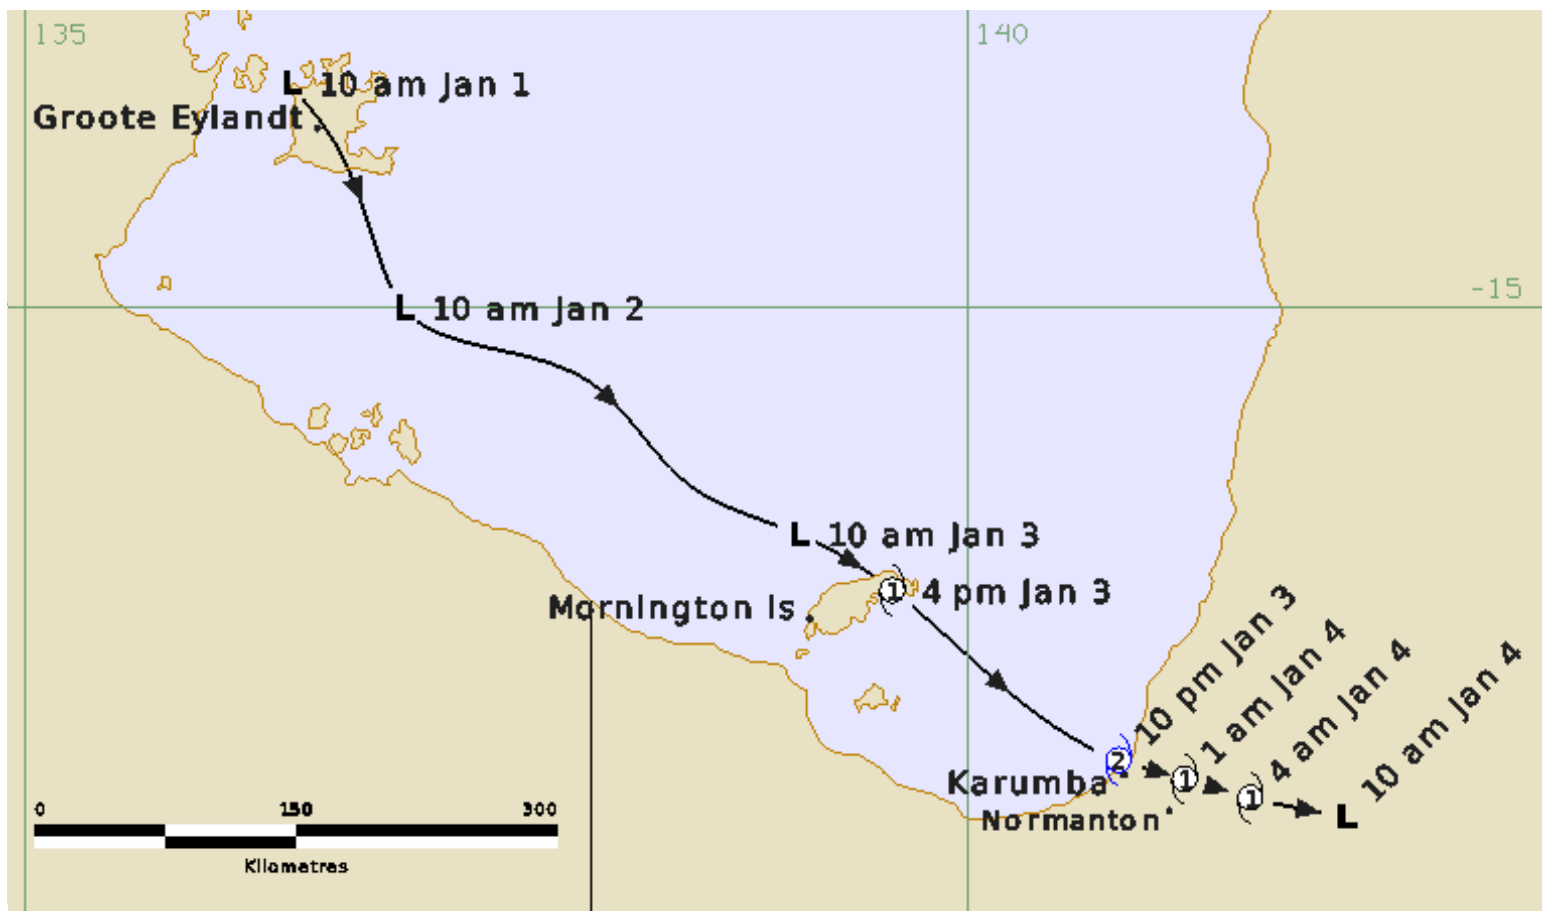 135
140
L 10 am Jan 1
Groote Eylandt
-15
L 10 am Jan 2
L 10 am Jan 3
1 4 pm Jan 3
Mornington Is
2 10 pm Jan 3
1 1 am Jan 4
1 4 am Jan 4
L 10 am Jan 4
Karumba
Normanton
0 150 300
Kilometres